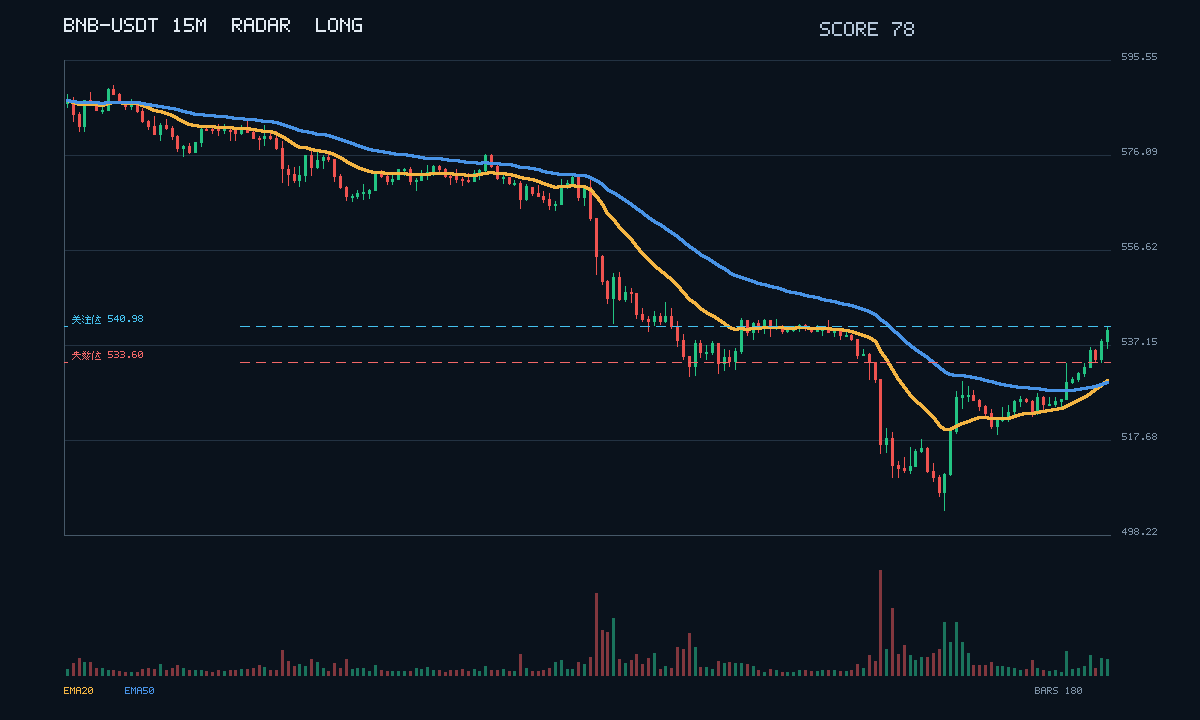 BNB-USDT 15M RADAR LONG
SCORE 78
595.55
576.09
556.62
关注位 540.98
537.15
失效位 533.60
517.68
498.22
EMA20 EMA50
BARS 180